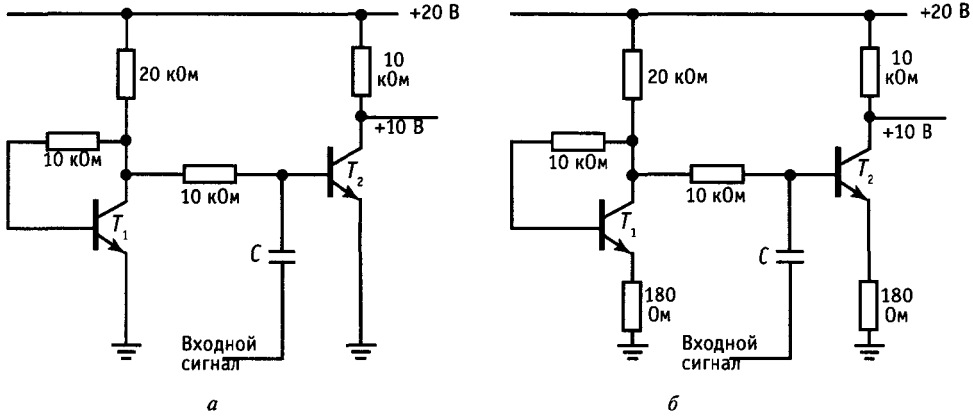 +20 В
20 кОм
10
кОм
+10 В
10 кОм
10 кОм
T1
T2
C
Входной
сигнал
а
+20 В
20 кОм
10
кОм
+10 В
10 кОм
10 кОм
T1
T2
C
180
Ом
180
Ом
Входной
сигнал
б